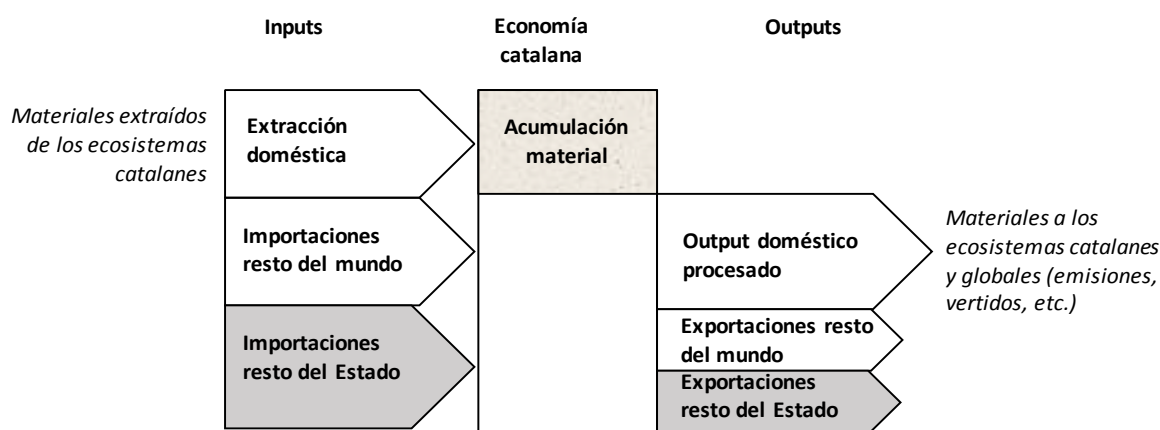 Inputs
Economía
catalana
Outputs
Materiales extraídos
de los ecosistemas
catalanes
Extracción
doméstica
Acumulación
material
Importaciones
resto del mundo
Output doméstico
procesado
Materiales a los
ecosistemas catalanes
y globales (emisiones,
vertidos, etc.)
Importaciones
resto del Estado
Exportaciones resto
del mundo
Exportaciones
resto del Estado